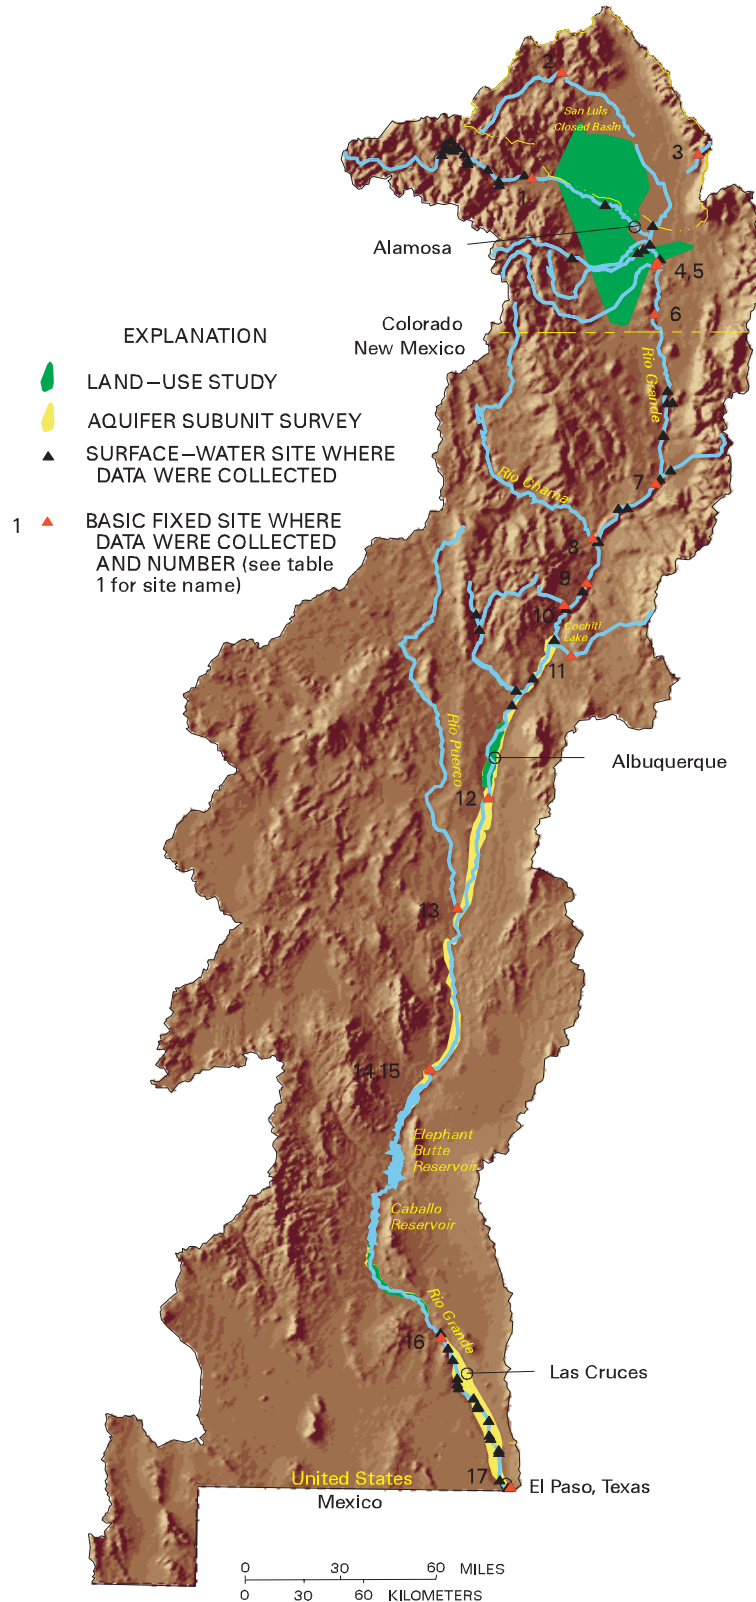 2
San Luis
Closed Basin
3
1
Alamosa
4,5
Colorado
New Mexico
6
EXPLANATION
LAND–USE STUDY
AQUIFER SUBUNIT SURVEY
SURFACE–WATER SITE WHERE
DATA WERE COLLECTED
1 BASIC FIXED SITE WHERE
DATA WERE COLLECTED
AND NUMBER (see table
1 for site name)
Rio Grande
7
Rio Chama
8
9
10
Cochiti
Lake
11
Rio Puerco
Albuquerque
12
13
14,15
Elephant
Butte
Reservoir
Caballo
Reservoir
Rio Grande
16
Las Cruces
17
United States
Mexico
El Paso, Texas
0 30 60 MILES
0 30 60 KILOMETERS